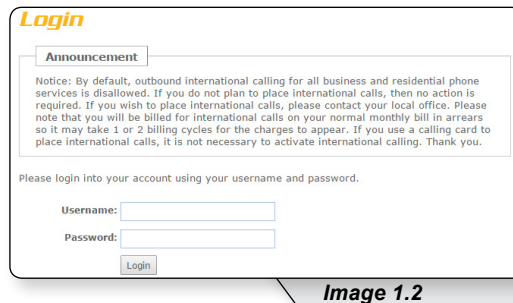 Login
Announcement
Notice: By default, outbound international calling for all business and residential phone
services is disallowed. If you do not plan to place international calls, then no action is
required. If you wish to place international calls, please contact your local office. Please
note that you will be billed for international calls on your normal monthly bill in arrears
so it may take 1 or 2 billing cycles for the charges to appear. If you use a calling card to
place international calls, it is not necessary to activate international calling. Thank you.
Please login into your account using your username and password.
Username:
Password:
Login
Image 1.2